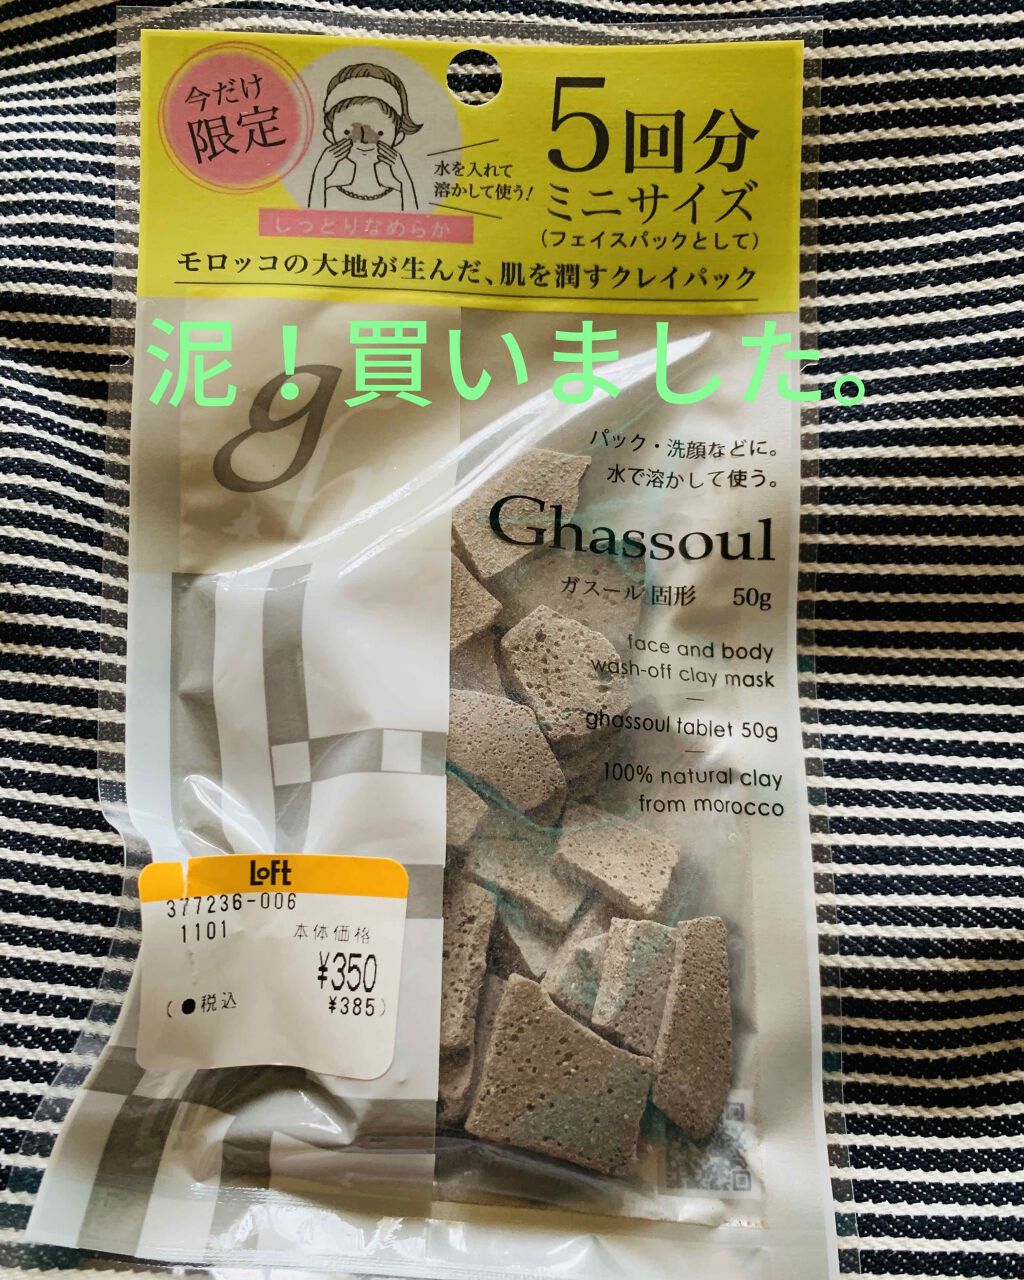 今だけ
限定
水を入れて
溶かして使う!
しっとりなめらか
5回分
ミニサイズ
(フェイスパックとして)
モロッコの大地が生んだ、肌を潤すクレイパック
泥!買いました。
g
パック・洗顔などに。
水で溶かして使う。
Ghassoul
ガスール 固形 50g
face and body
wash-off clay mask
ghassoul tablet 50g
100% natural clay
from morocco
LoFt
377236-006
1101 本体価格
¥350
(●税込 ¥385)